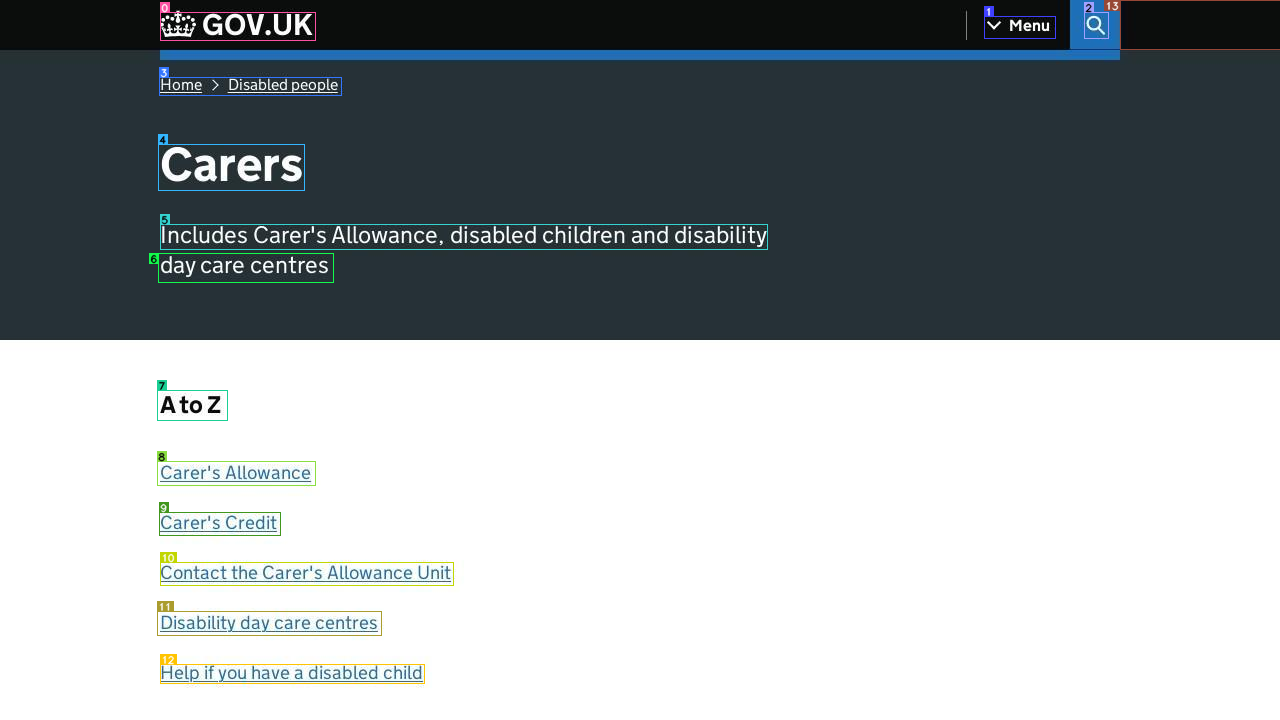 GOV.UK
Menu
Home > Disabled people
Carers
Includes Carer's Allowance, disabled children and disability
day care centres
A to Z
Carer's Allowance
Carer's Credit
Contact the Carer's Allowance Unit
Disability day care centres
Help if you have a disabled child
0
1
2
13
3
4
5
6
7
8
9
10
11
12